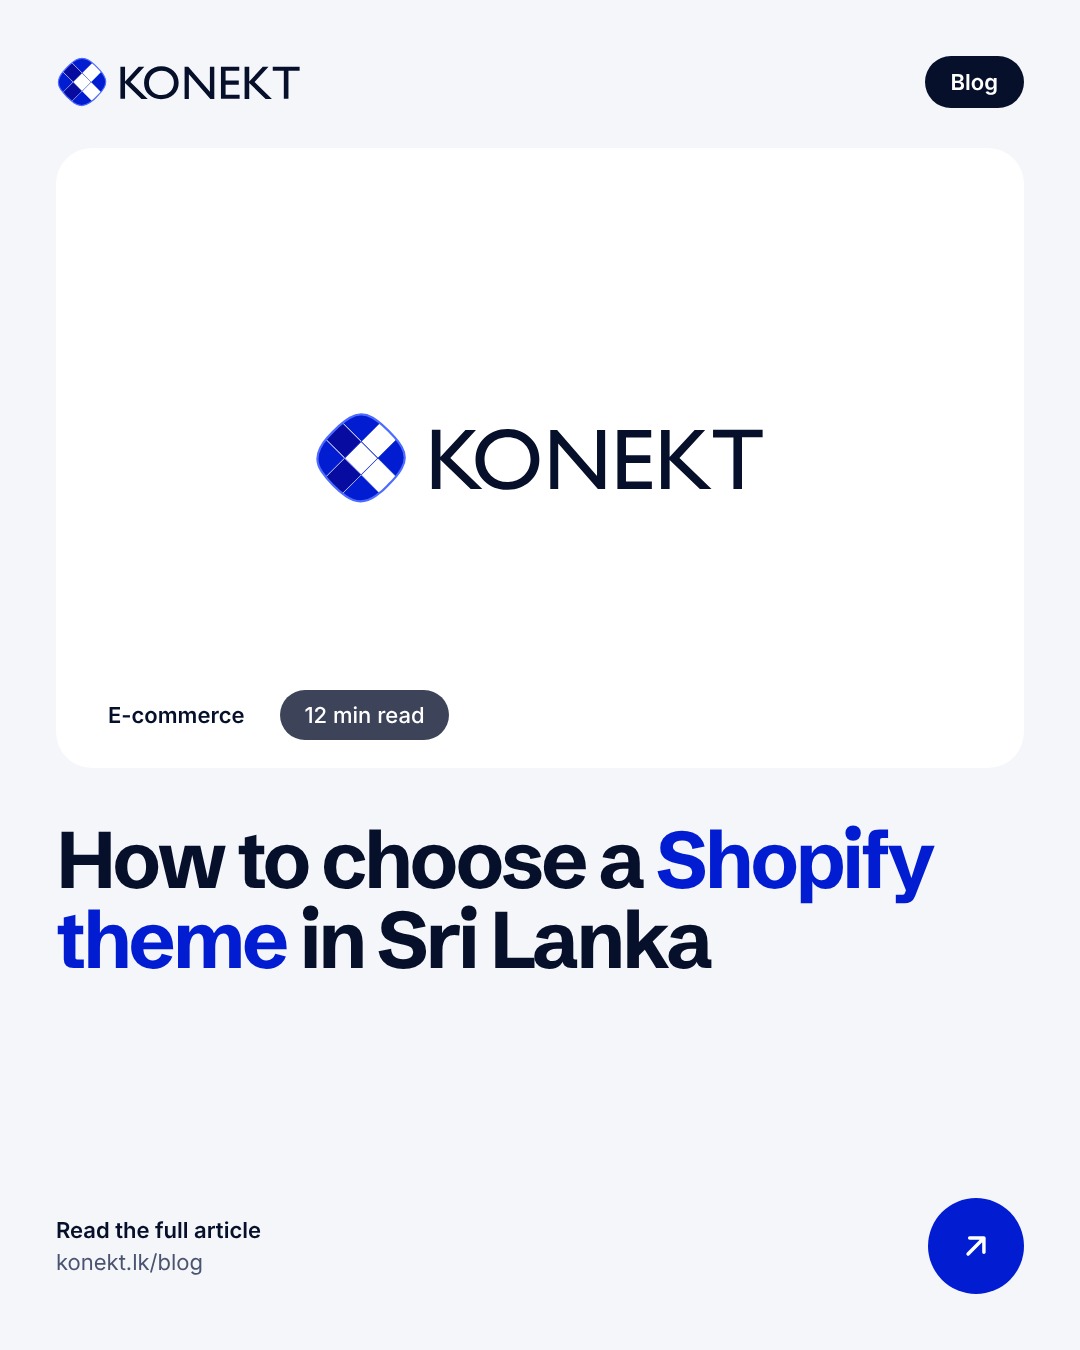 KONEKT
Blog
KONEKT
E-commerce
12 min read
How to choose a Shopify
theme in Sri Lanka
Read the full article
konekt.lk/blog